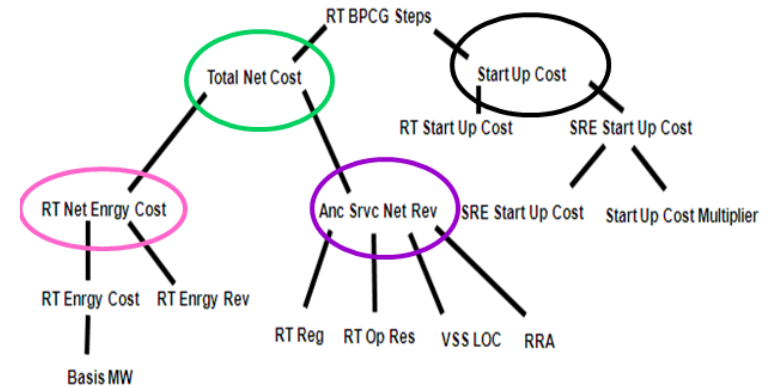 RT BPCG Steps
Total Net Cost
Start Up Cost
RT Start Up Cost
SRE Start Up Cost
RT Net Enrgy Cost
Anc Srvc Net Rev
SRE Start Up Cost
Start Up Cost Multiplier
RT Enrgy Cost
RT Enrgy Rev
RT Reg
RT Op Res
VSS LOC
RRA
Basis MW